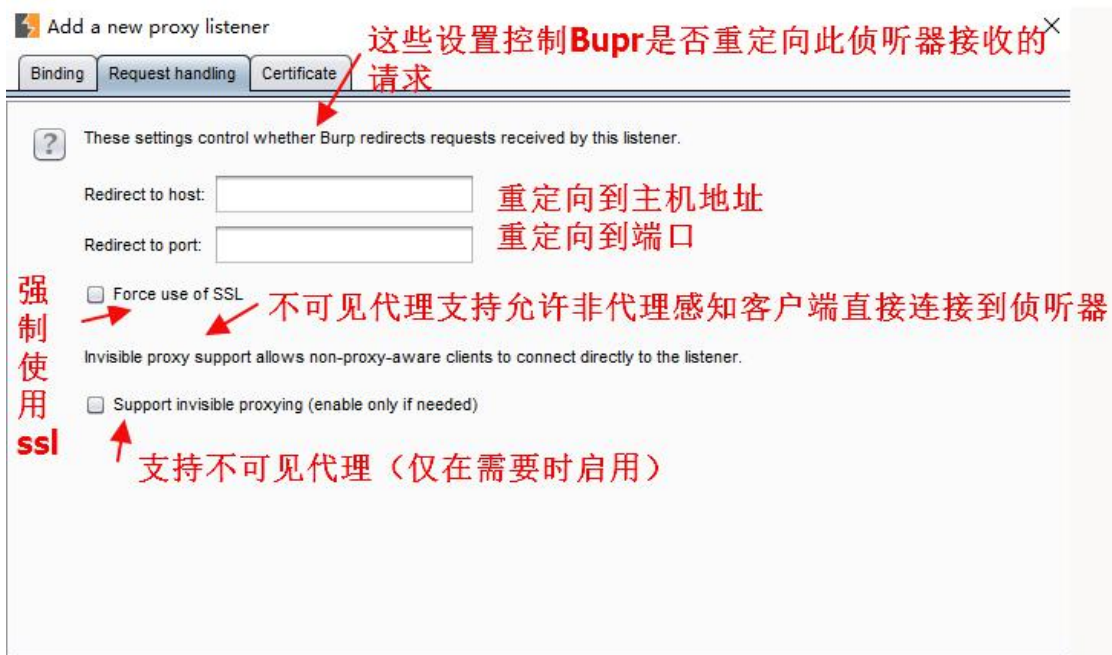 Add a new proxy listener
这些设置控制Bupr是否重定向此侦听器接收的
请求
Binding Request handling Certificate
? These settings control whether Burp redirects requests received by this listener.
Redirect to host: 重定向到主机地址
Redirect to port: 重定向到端口
强制使用ssl
Force use of SSL
不可见代理支持允许非代理感知客户端直接连接到侦听器
Invisible proxy support allows non-proxy-aware clients to connect directly to the listener.
Support invisible proxying (enable only if needed)
支持不可见代理（仅在需要时启用）